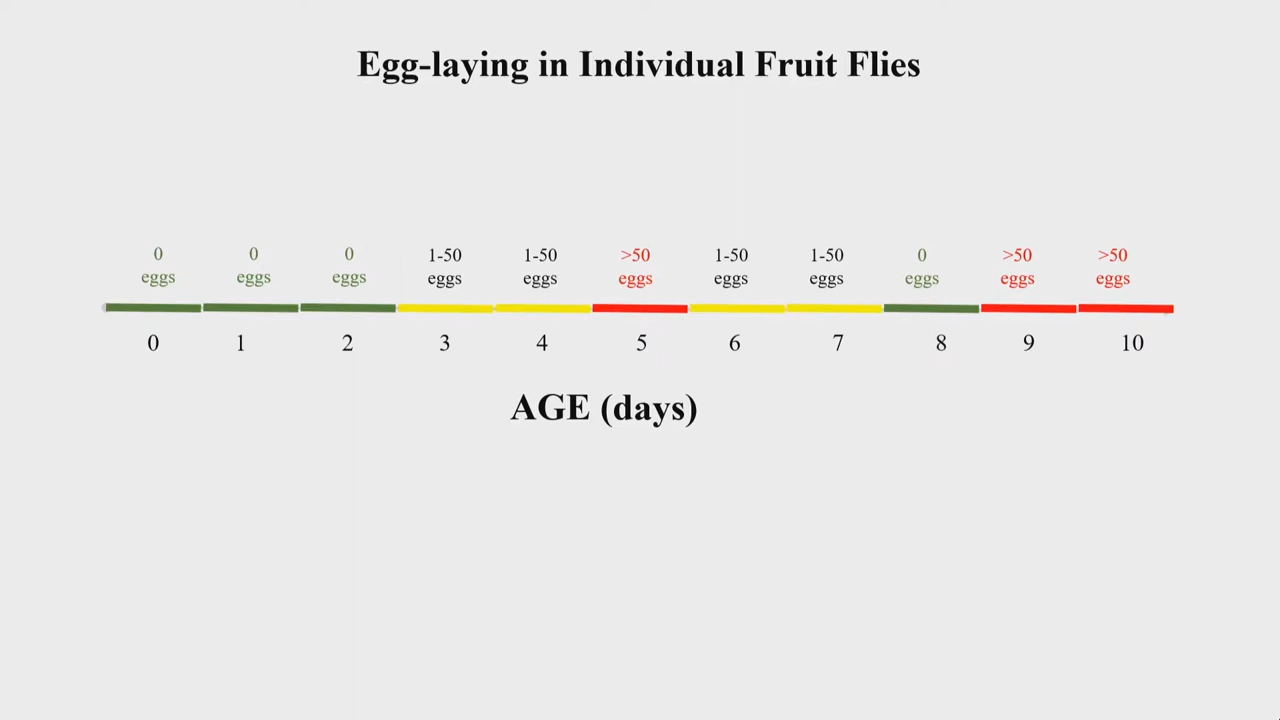 Egg-laying in Individual Fruit Flies
0 0 0 1-50 1-50 >50 1-50 1-50 0 >50 >50
eggs eggs eggs eggs eggs eggs eggs eggs eggs eggs eggs
0 1 2 3 4 5 6 7 8 9 10
AGE (days)